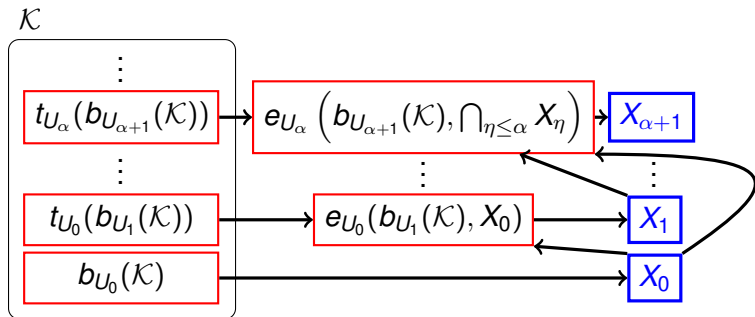 𝒦
⋮
t_{U_α}(b_{U_{α+1}}(𝒦)) e_{U_α}(b_{U_{α+1}}(𝒦), ⋂_{η≤α} X_η) X_{α+1}
⋮ ⋮ ⋮
t_{U_0}(b_{U_1}(𝒦)) e_{U_0}(b_{U_1}(𝒦), X_0) X_1
b_{U_0}(𝒦) X_0